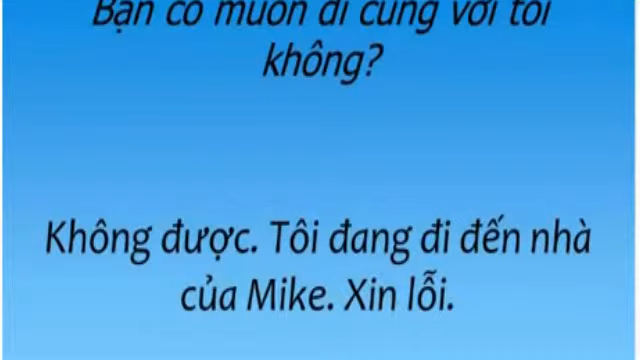 Bạn có muốn đi cùng với tôi
không?
Không được. Tôi đang đi đến nhà
của Mike. Xin lỗi.